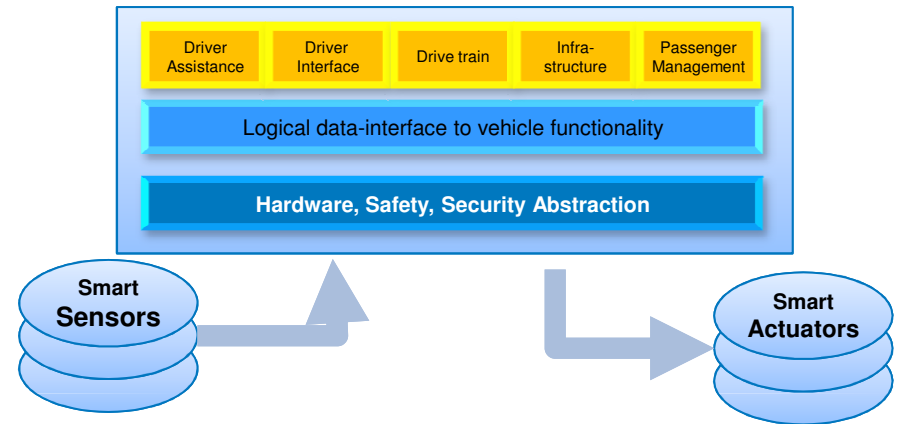 Driver
Assistance
Driver
Interface
Drive train
Infra-
structure
Passenger
Management
Logical data-interface to vehicle functionality
Hardware, Safety, Security Abstraction
Smart
Sensors
Smart
Actuators